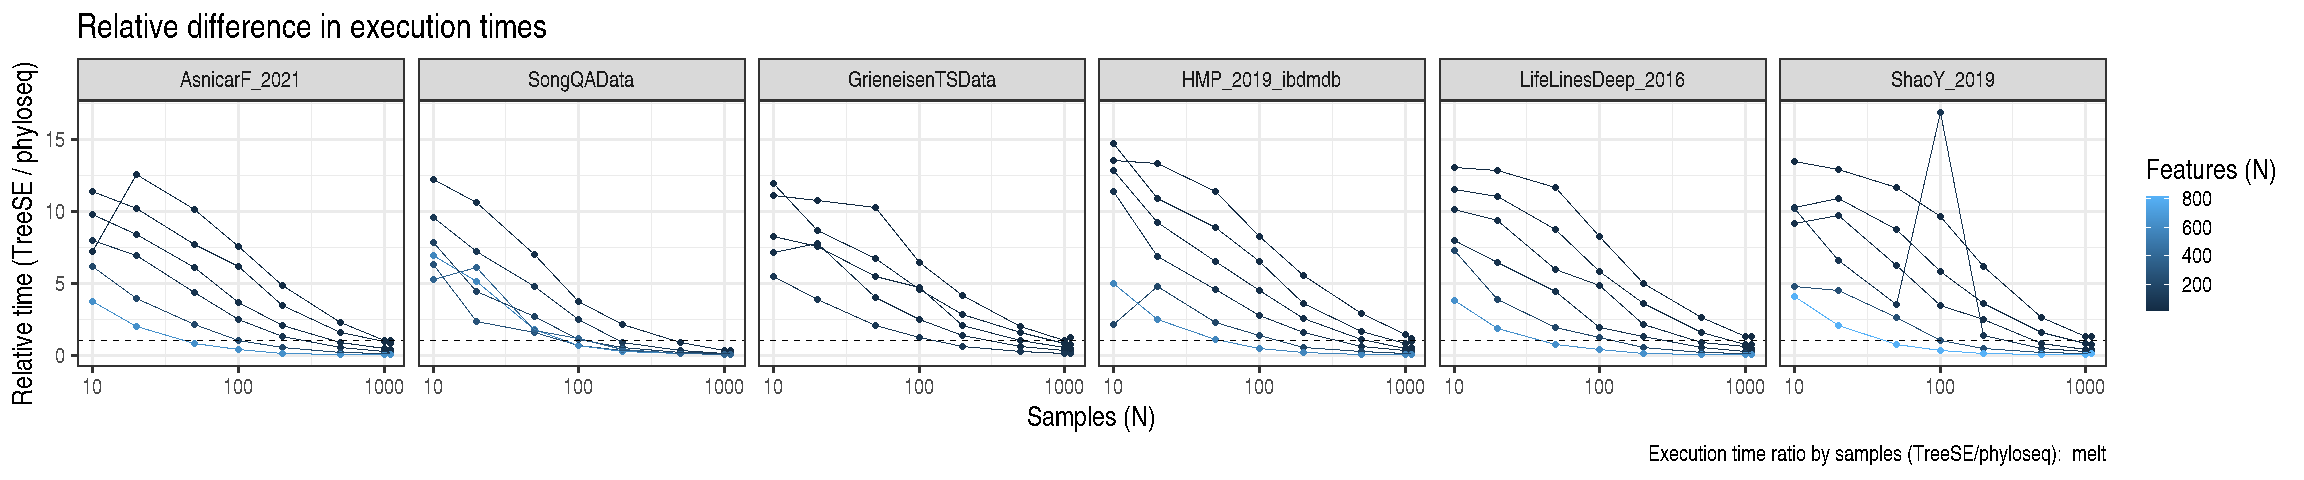 Relative difference in execution times
AsnicarF_2021 SongQAData GrieneisenTSData HMP_2019_ibdmdb LifeLinesDeep_2016 ShaoY_2019
Relative time (TreeSE / phyloseq)
15
10
5
0
10 100 1000 10 100 1000 10 100 1000 10 100 1000 10 100 1000 10 100 1000
Samples (N)
Features (N)
800
600
400
200
Execution time ratio by samples (TreeSE/phyloseq): melt